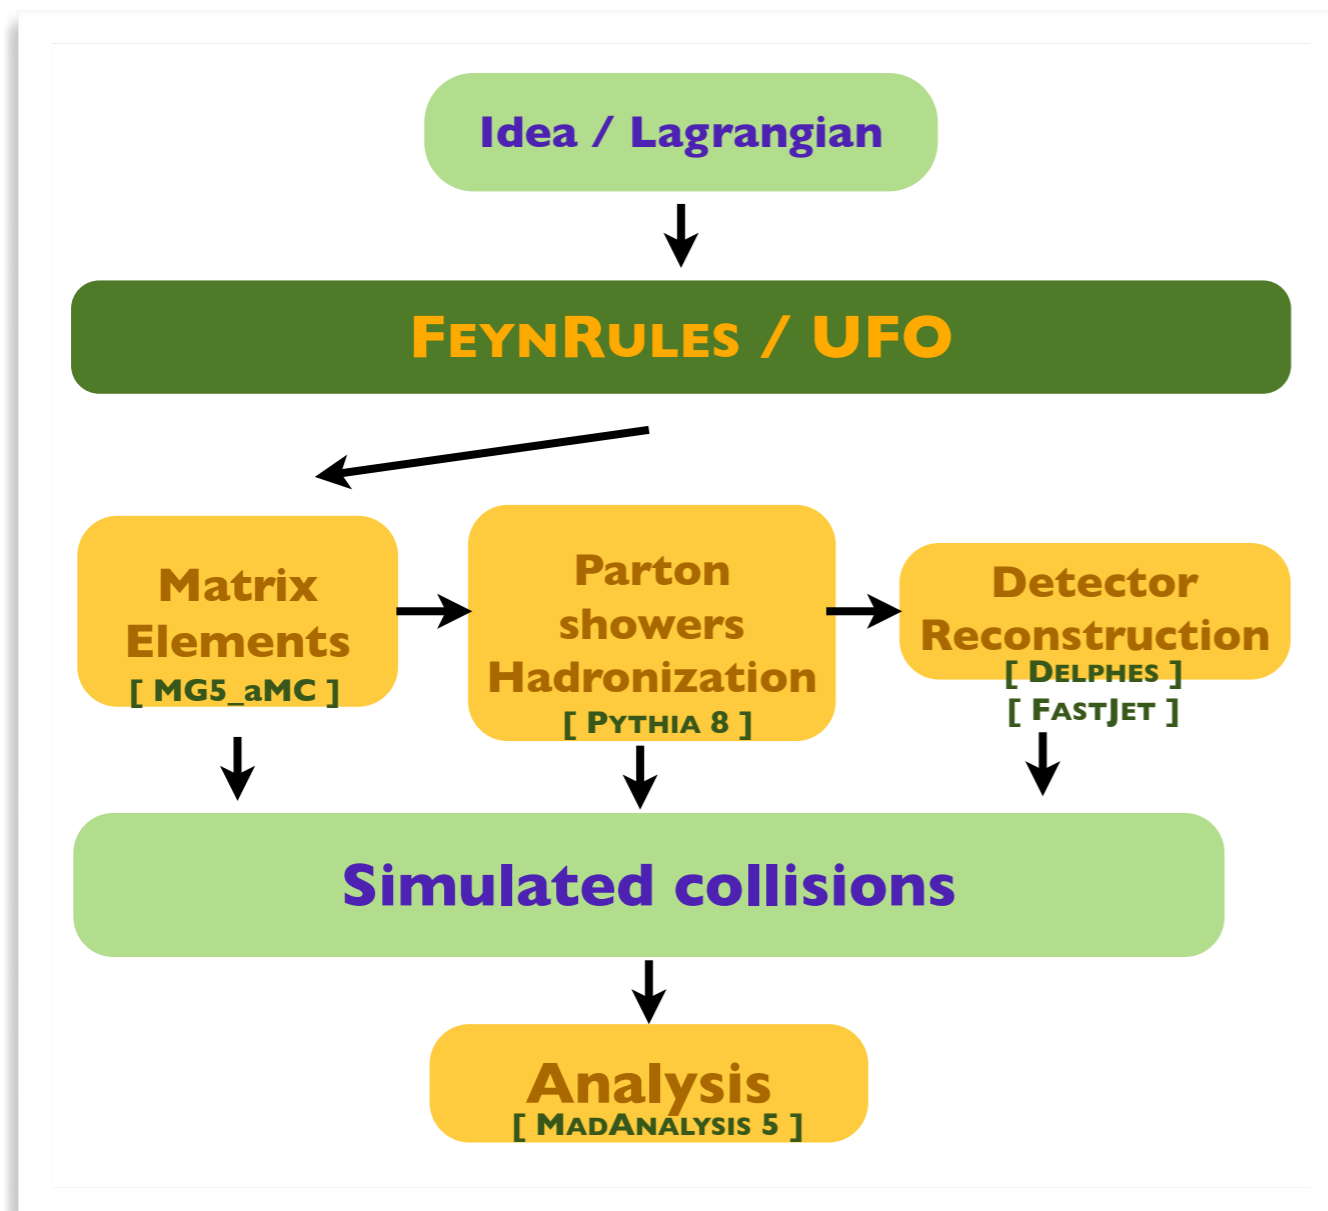 Idea / Lagrangian
FEYNRULES / UFO
Matrix
Elements
[ MG5_aMC ]
Parton
showers
Hadronization
[ PYTHIA 8 ]
Detector
Reconstruction
[ DELPHES ]
[ FASTJET ]
Simulated collisions
Analysis
[ MADANALYSIS 5 ]